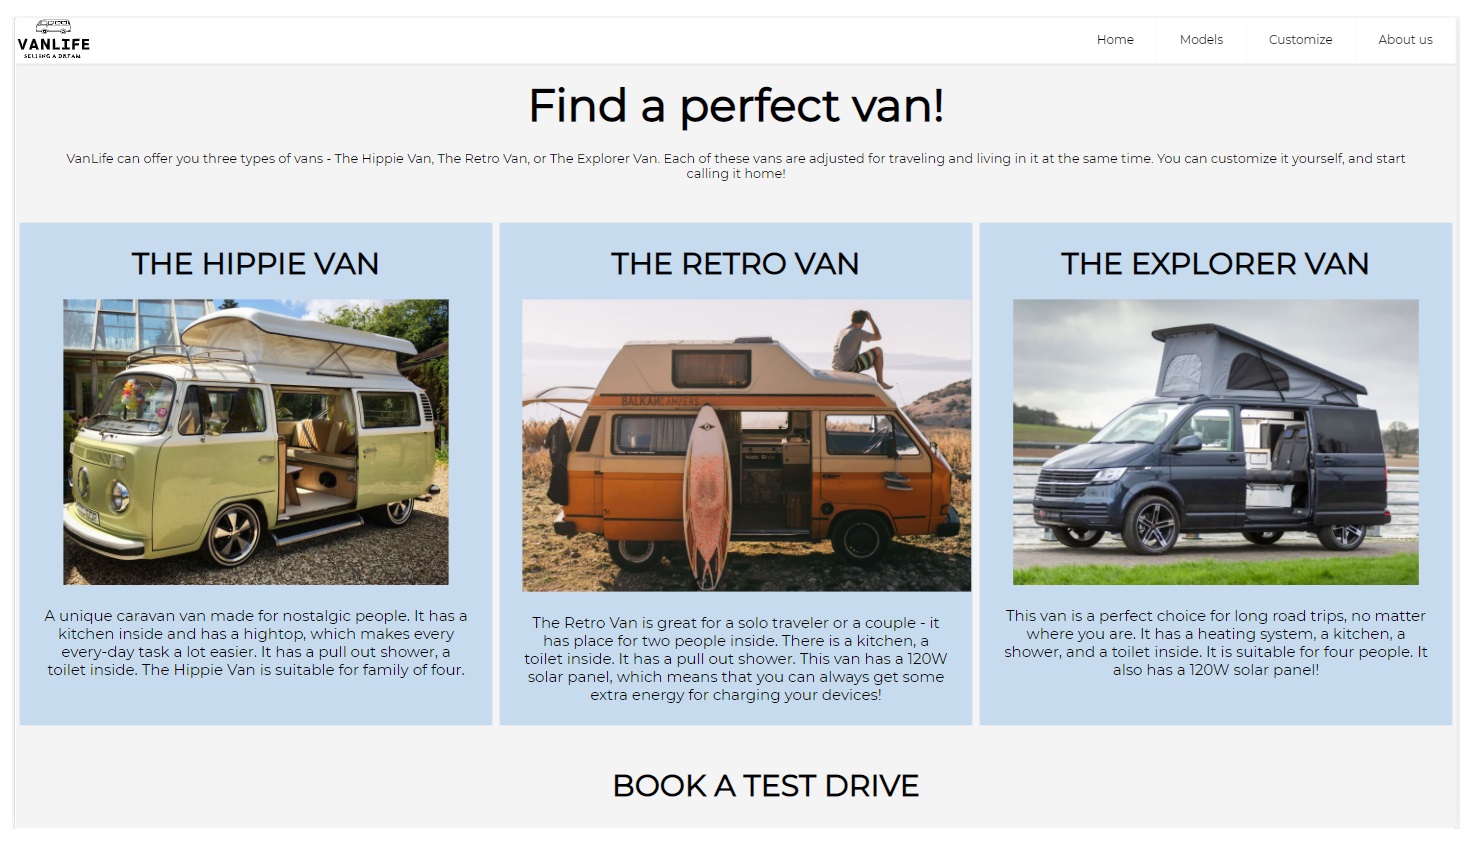 VANLIFE
SELLING A DREAM
Home
Models
Customize
About us
Find a perfect van!
VanLife can offer you three types of vans - The Hippie Van, The Retro Van, or The Explorer Van. Each of these vans are adjusted for traveling and living in it at the same time. You can customize it yourself, and start
calling it home!
THE HIPPIE VAN
A unique caravan van made for nostalgic people. It has a
kitchen inside and has a hightop, which makes every
every-day task a lot easier. It has a pull out shower, a
toilet inside. The Hippie Van is suitable for family of four.
THE RETRO VAN
BALKANCAMPERS
The Retro Van is great for a solo traveler or a couple - it
has place for two people inside. There is a kitchen, a
toilet inside. It has a pull out shower. This van has a 120W
solar panel, which means that you can always get some
extra energy for charging your devices!
THE EXPLORER VAN
This van is a perfect choice for long road trips, no matter
where you are. It has a heating system, a kitchen, a
shower, and a toilet inside. It is suitable for four people. It
also has a 120W solar panel!
BOOK A TEST DRIVE